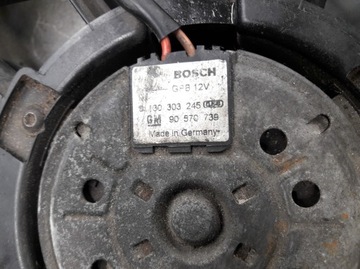 BOSCH
GPB 12V
130 303 245
GM 90 570 739
Made in Germany